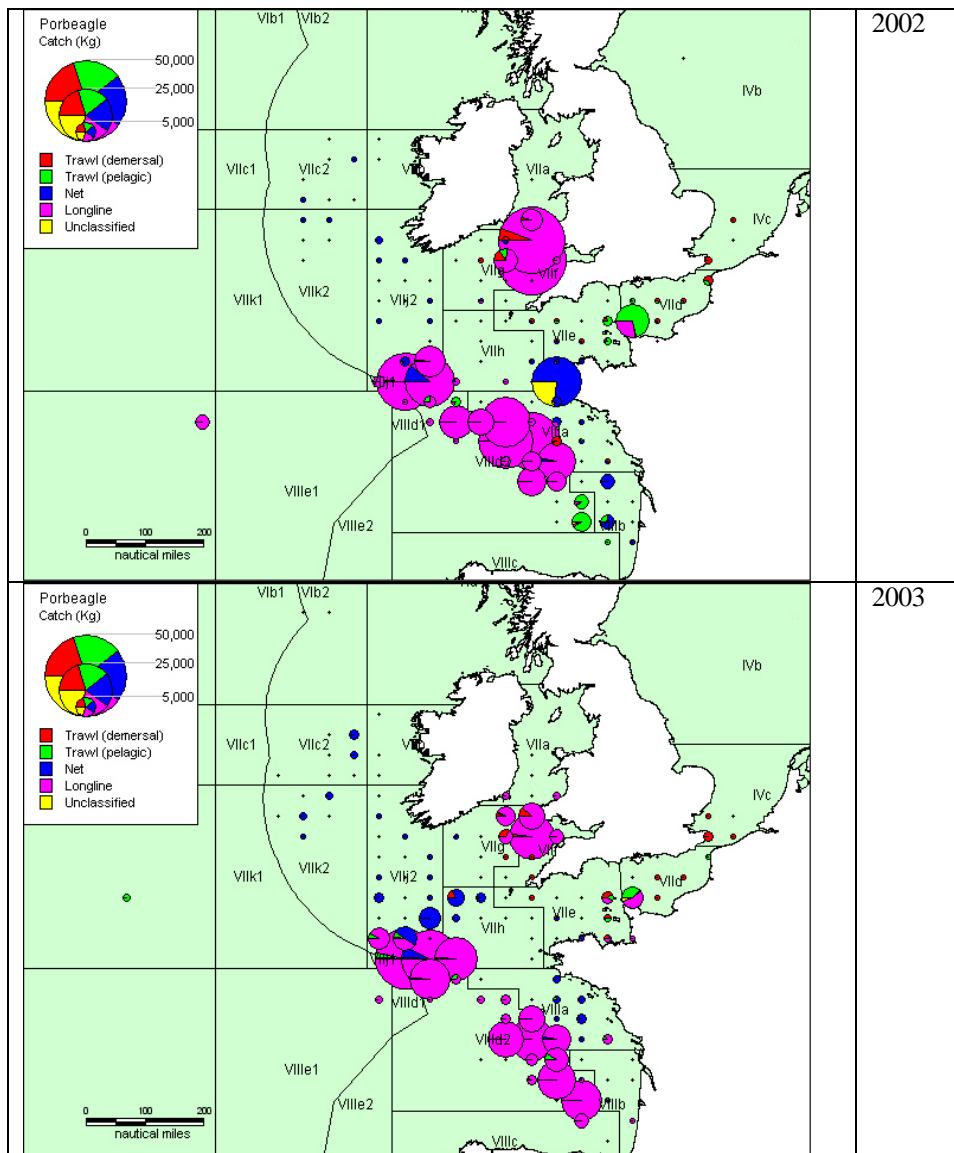 2002
Porbeagle
Catch (Kg)
50,000
25,000
5,000
Trawl (demersal)
Trawl (pelagic)
Net
Longline
Unclassified
VIb1 VIb2
IVb
VIIc1 VIIc2 VIIa
IVc
VIIg VIIf
VIIk1 VIIk2 VIIj2
VIId
VIIe
VIIh
VIIId1 VIIIa
VIIId2
VIIIe1
VIIIb
VIIIe2
VIIIc
0 100 200
nautical miles
2003
Porbeagle
Catch (Kg)
50,000
25,000
5,000
Trawl (demersal)
Trawl (pelagic)
Net
Longline
Unclassified
VIb1 VIb2
IVb
VIIc1 VIIc2 VIIa
IVc
VIIg VIIf
VIIk1 VIIk2 VIIj2
VIId
VIIe
VIIh
VIIId1 VIIIa
VIIId2
VIIIe1
VIIIb
VIIIe2
VIIIc
0 100 200
nautical miles